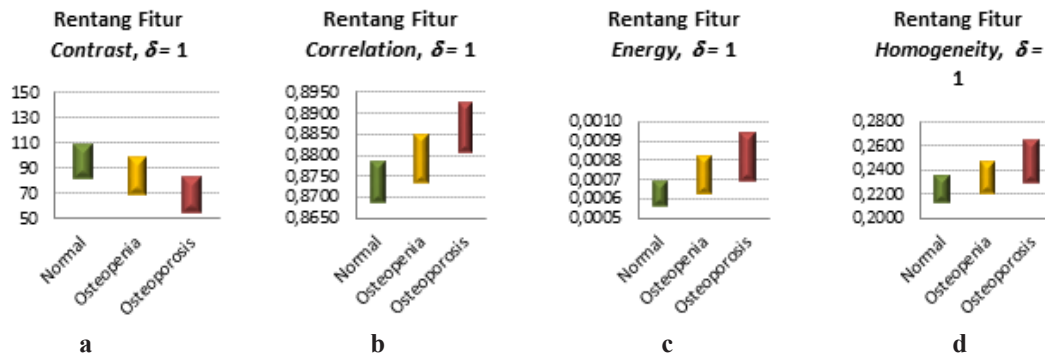 Rentang Fitur
Contrast, δ = 1
150
130
110
90
70
50
Normal
Osteopenia
Osteoporosis
a
Rentang Fitur
Correlation, δ = 1
0,8950
0,8900
0,8850
0,8800
0,8750
0,8700
0,8650
Normal
Osteopenia
Osteoporosis
b
Rentang Fitur
Energy, δ = 1
0,0010
0,0009
0,0008
0,0007
0,0006
0,0005
Normal
Osteopenia
Osteoporosis
c
Rentang Fitur
Homogeneity, δ =
1
0,2800
0,2600
0,2400
0,2200
0,2000
Normal
Osteopenia
Osteoporosis
d